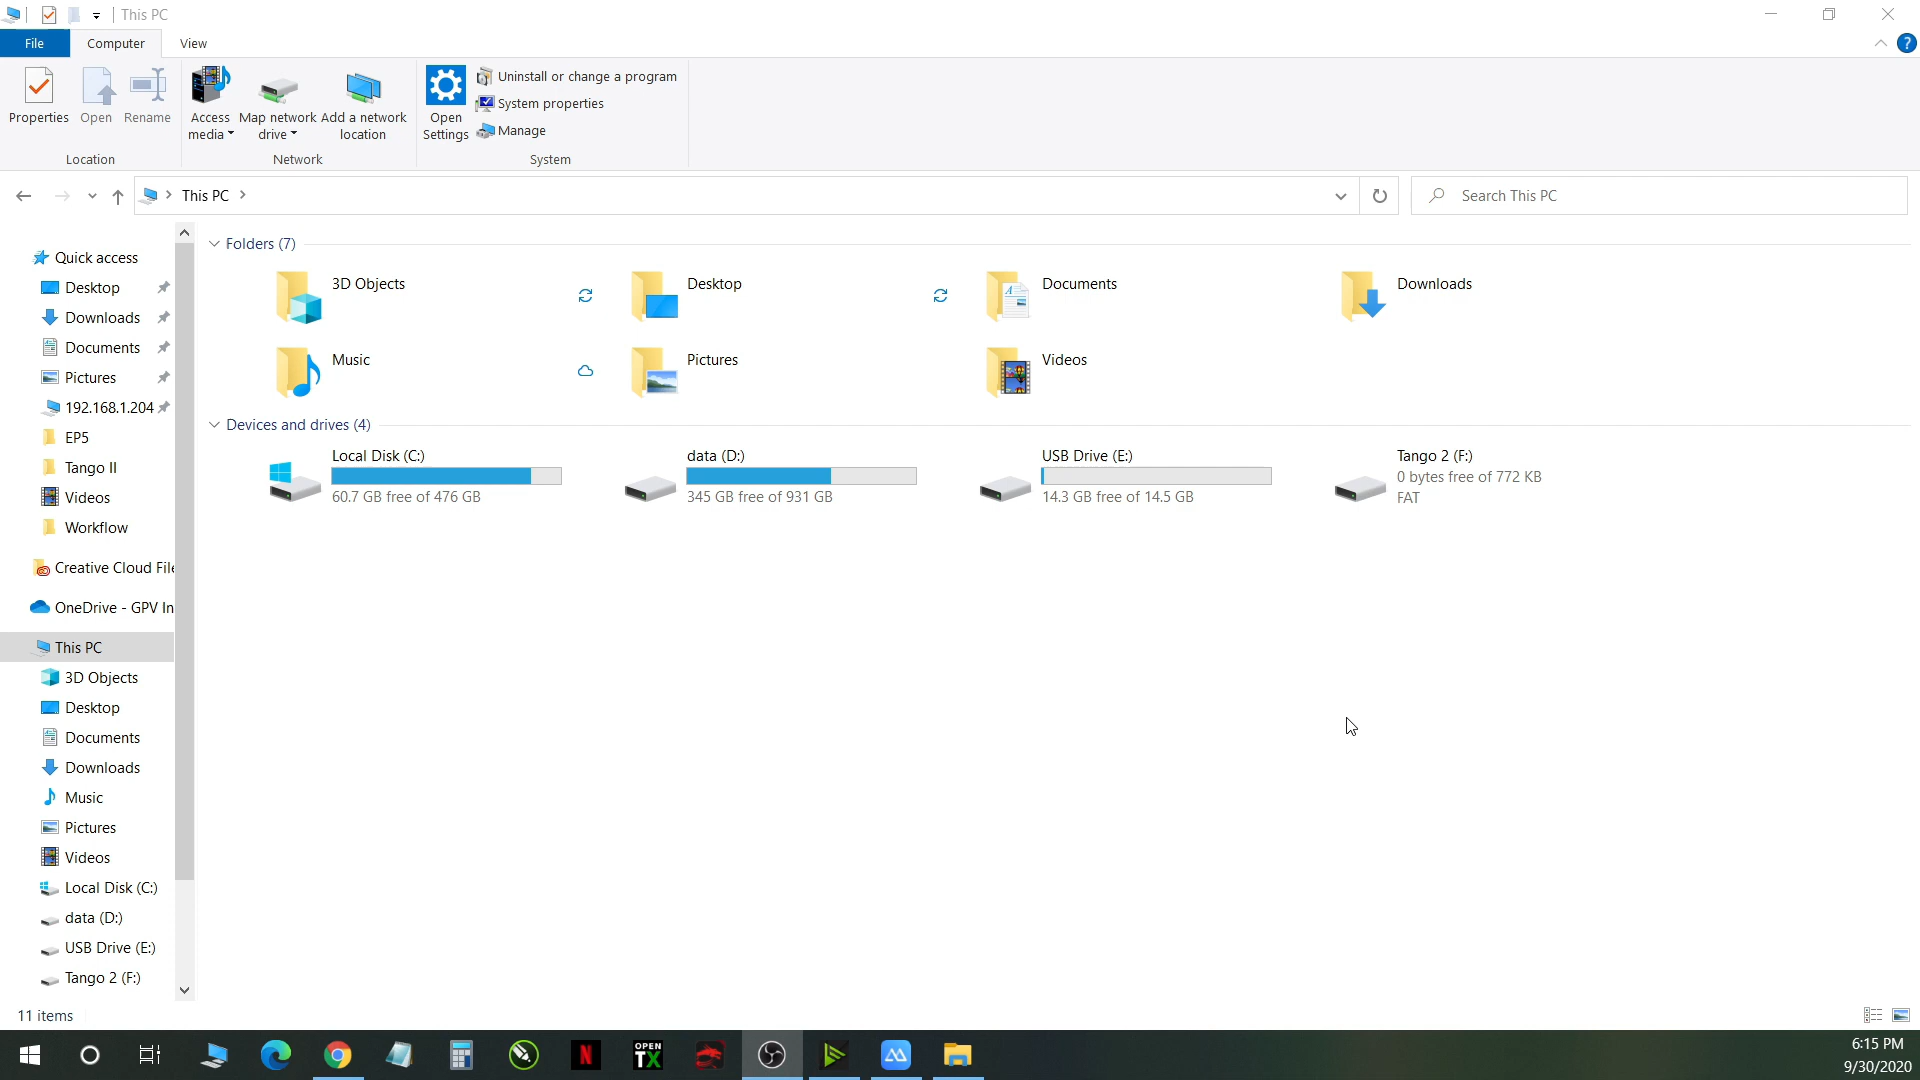 This PC
File
Computer
View
?
Properties
Open
Rename
Access
media
Map network
drive
Add a network
location
Open
Settings
Uninstall or change a program
System properties
Manage
Location
Network
System
This PC
Search This PC
Quick access
Desktop
Downloads
Documents
Pictures
192.168.1.204
EP5
Tango II
Videos
Workflow
Creative Cloud File
OneDrive - GPV In
This PC
3D Objects
Desktop
Documents
Downloads
Music
Pictures
Videos
Local Disk (C:)
data (D:)
USB Drive (E:)
Tango 2 (F:)
Folders (7)
3D Objects
Desktop
Documents
Downloads
Music
Pictures
Videos
Devices and drives (4)
Local Disk (C:)
60.7 GB free of 476 GB
data (D:)
345 GB free of 931 GB
USB Drive (E:)
14.3 GB free of 14.5 GB
Tango 2 (F:)
0 bytes free of 772 KB
FAT
11 items
N
OPEN
TX
6:15 PM
9/30/2020